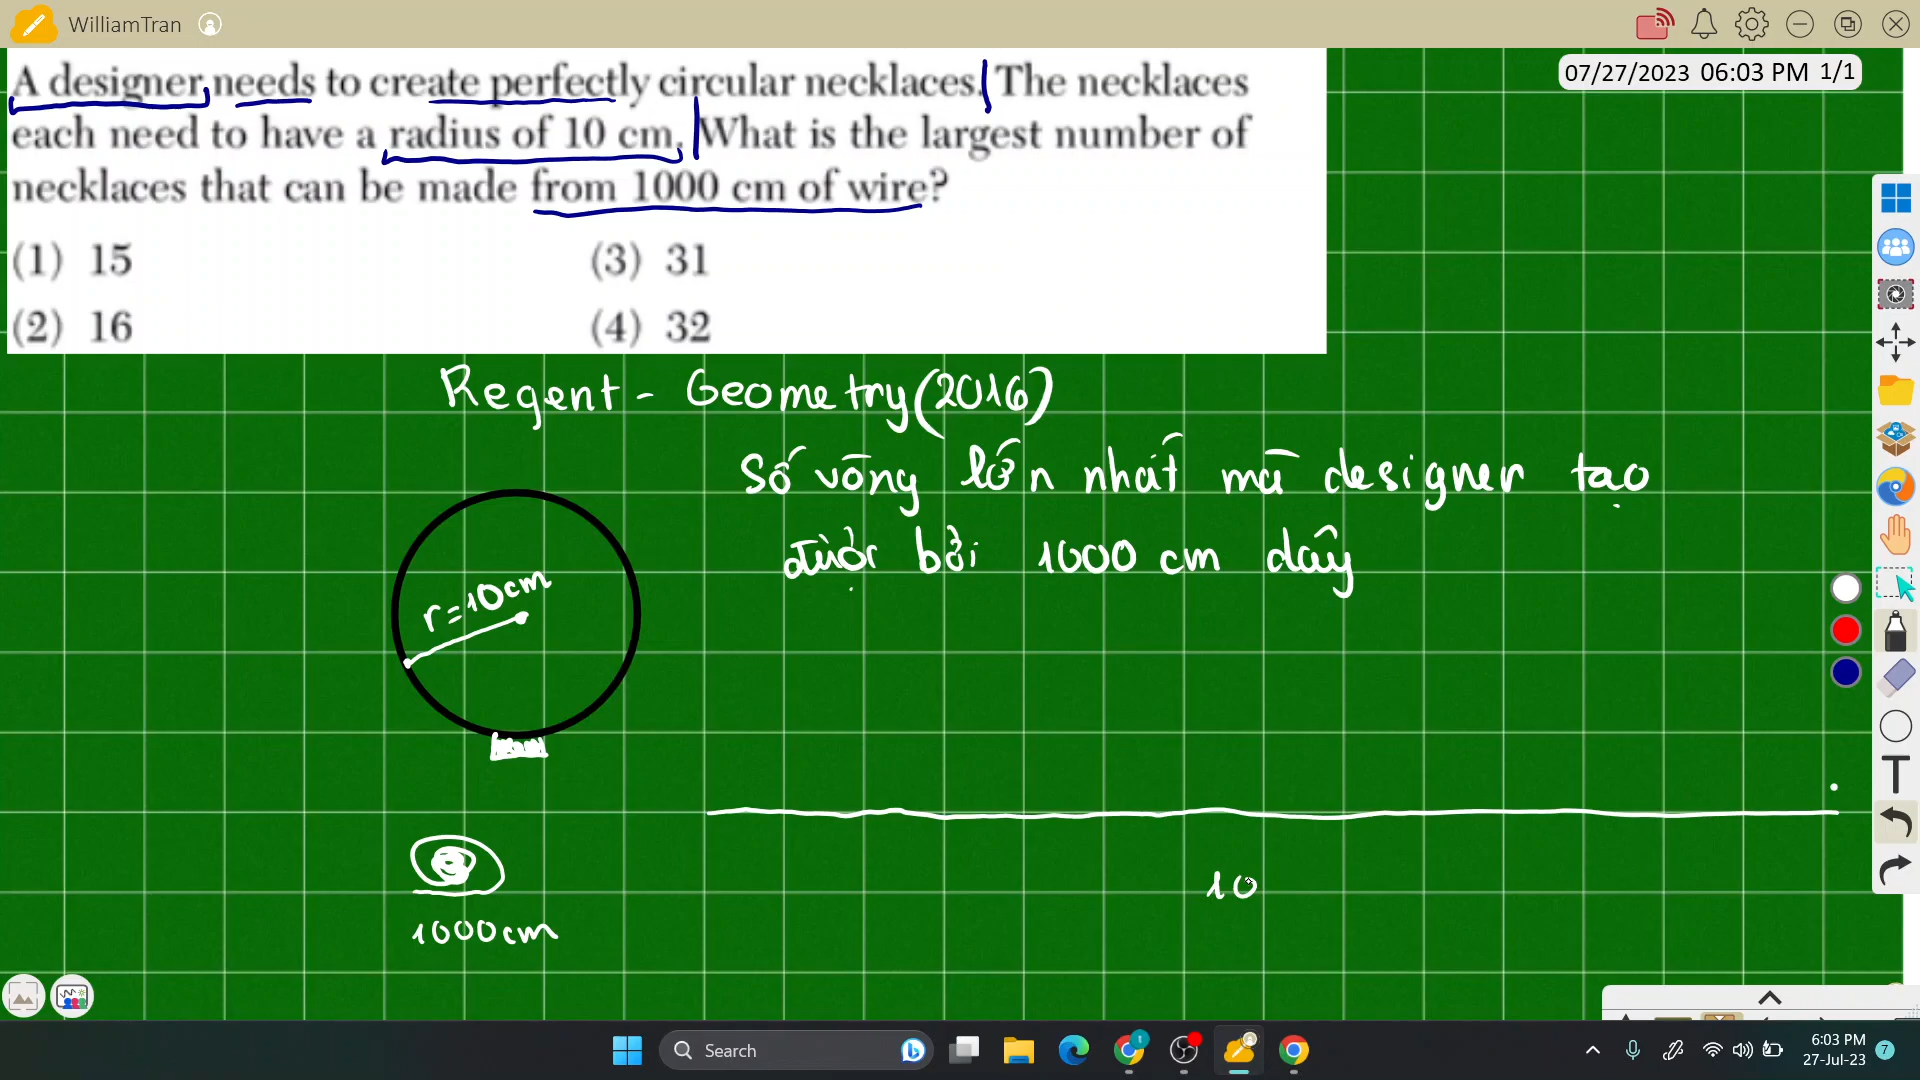 WilliamTran
07/27/2023 06:03 PM 1/1
A designer needs to create perfectly circular necklaces. The necklaces
each need to have a radius of 10 cm. What is the largest number of
necklaces that can be made from 1000 cm of wire?
(1) 15
(3) 31
(2) 16
(4) 32
Regent - Geometry (2016)
Số vòng lớn nhất mà designer tạo
được bởi 1000 cm dây
r=10cm
10
1000cm
T
Search
6:03 PM
27-Jul-23
7